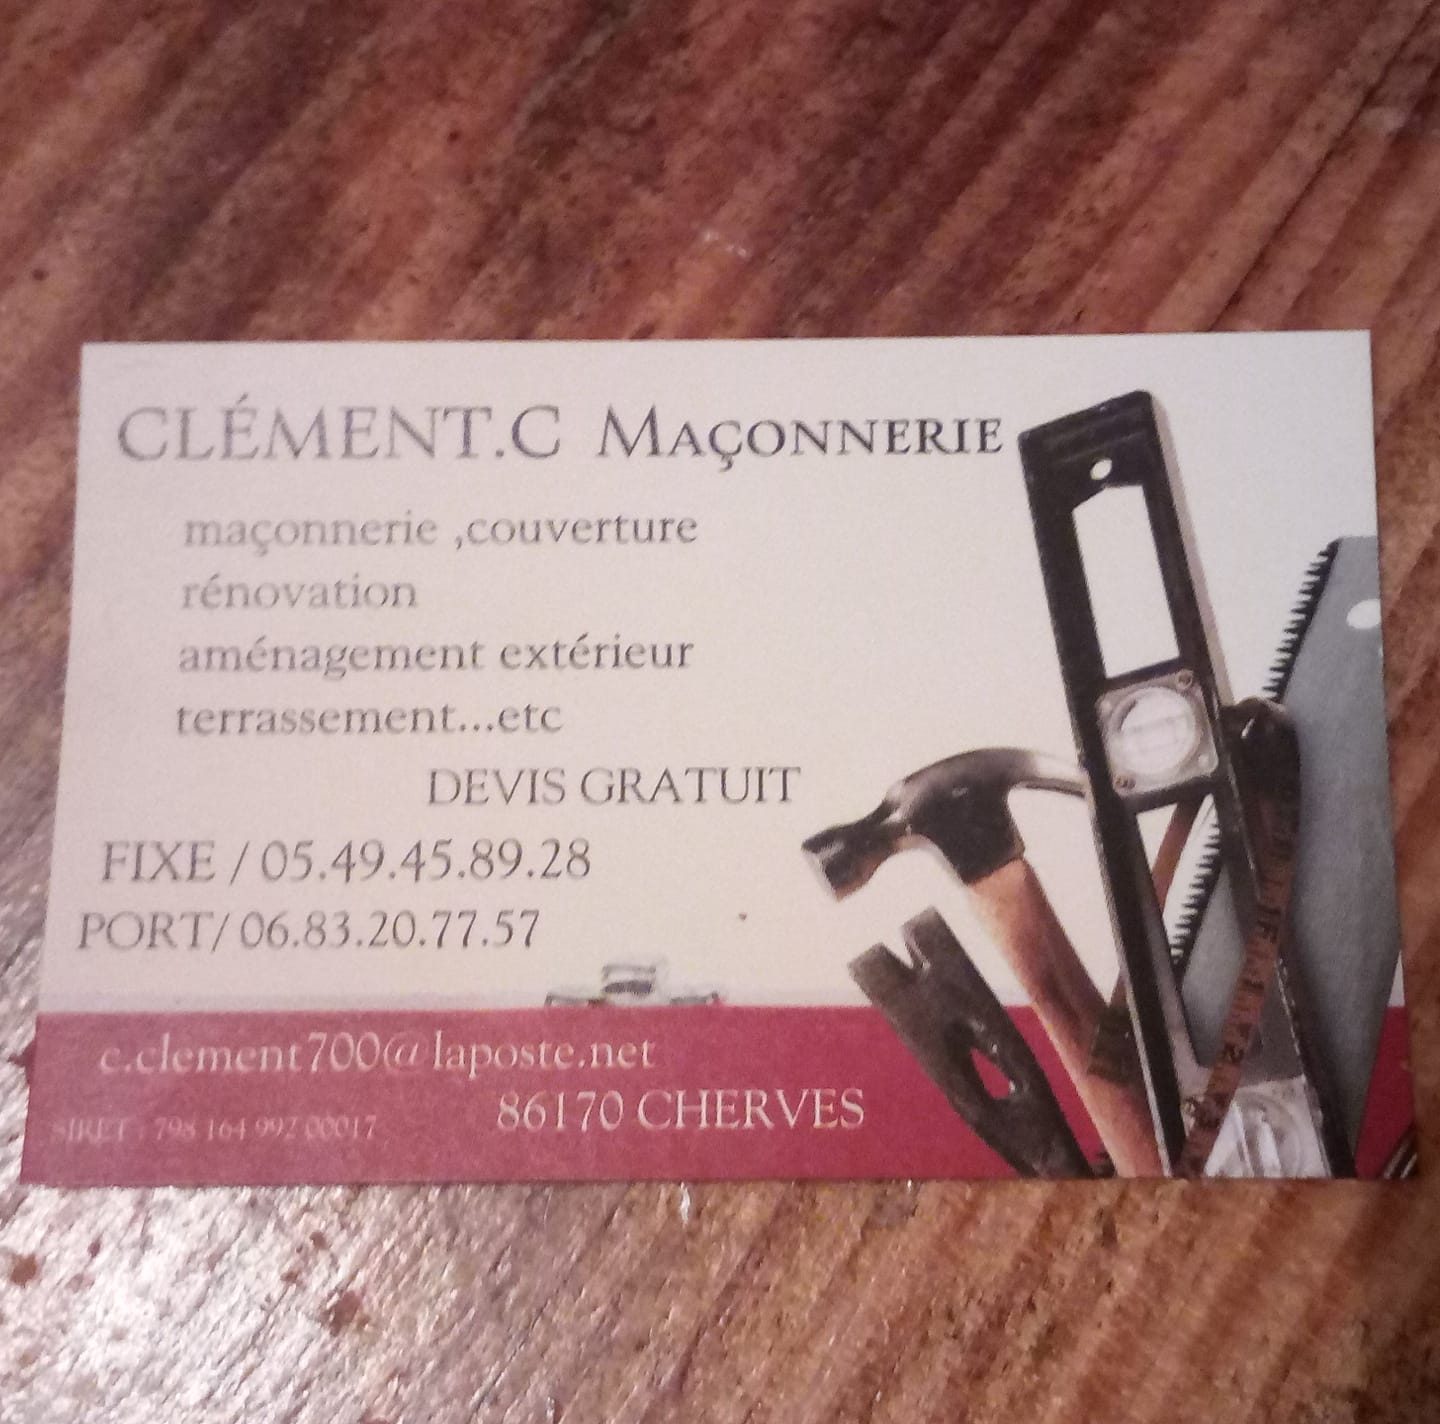 CLÉMENT.C MAÇONNERIE
maçonnerie ,couverture
rénovation
aménagement extérieur
terrassement...etc
DEVIS GRATUIT
FIXE / 05.49.45.89.28
PORT/ 06.83.20.77.57
c.clement700@laposte.net
86170 CHERVES
SIRET : 798 164 992 00017